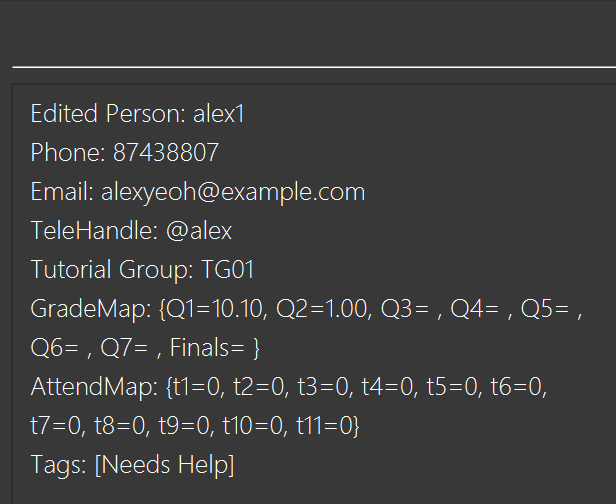 Edited Person: alex1
Phone: 87438807
Email: alexyeoh@example.com
TeleHandle: @alex
Tutorial Group: TG01
GradeMap: {Q1=10.10, Q2=1.00, Q3= , Q4= , Q5= ,
Q6= , Q7= , Finals= }
AttendMap: {t1=0, t2=0, t3=0, t4=0, t5=0, t6=0,
t7=0, t8=0, t9=0, t10=0, t11=0}
Tags: [Needs Help]